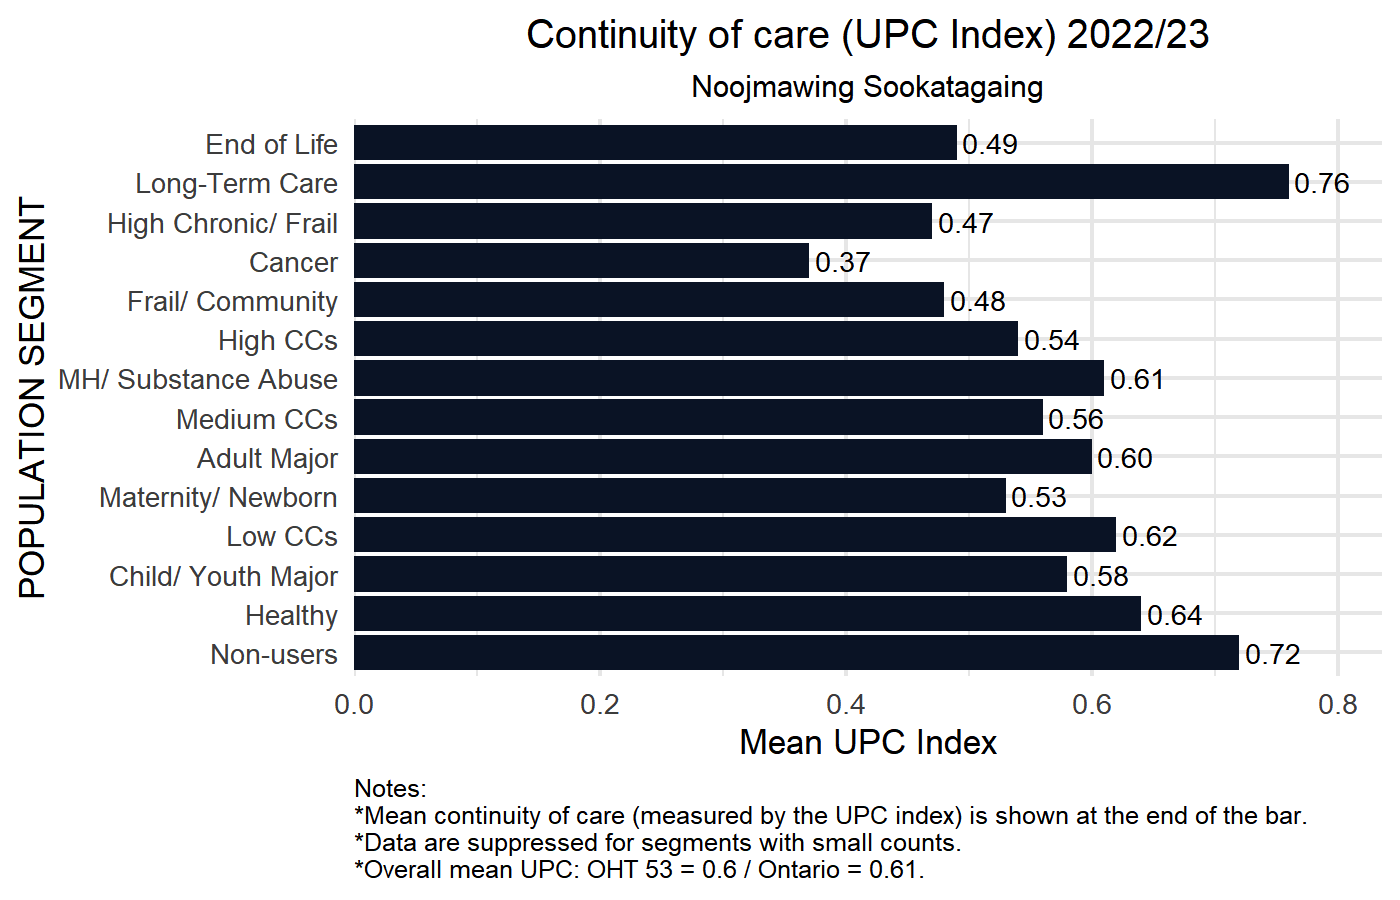 Continuity of care (UPC Index) 2022/23
Noojmawing Sookatagaing
POPULATION SEGMENT
End of Life 0.49
Long-Term Care 0.76
High Chronic/ Frail 0.47
Cancer 0.37
Frail/ Community 0.48
High CCs 0.54
MH/ Substance Abuse 0.61
Medium CCs 0.56
Adult Major 0.60
Maternity/ Newborn 0.53
Low CCs 0.62
Child/ Youth Major 0.58
Healthy 0.64
Non-users 0.72
0.0 0.2 0.4 0.6 0.8
Mean UPC Index
Notes:
*Mean continuity of care (measured by the UPC index) is shown at the end of the bar.
*Data are suppressed for segments with small counts.
*Overall mean UPC: OHT 53 = 0.6 / Ontario = 0.61.